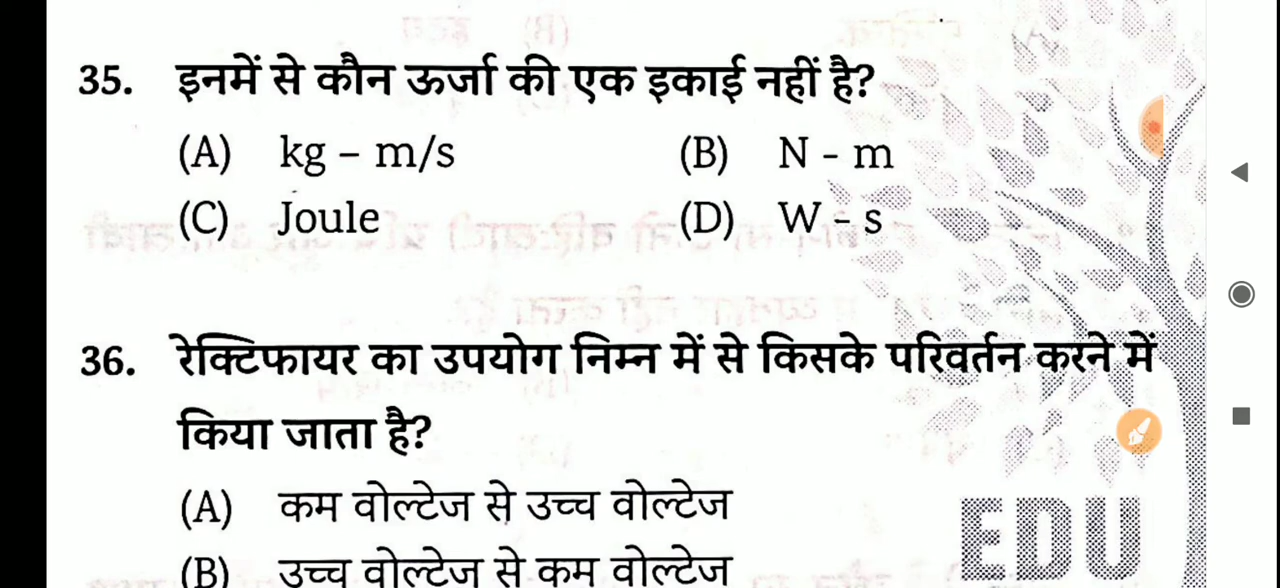 35. इनमें से कौन ऊर्जा की एक इकाई नहीं है?
(A) kg – m/s (B) N - m
(C) Joule (D) W - s
36. रेक्टिफायर का उपयोग निम्न में से किसके परिवर्तन करने में
किया जाता है?
(A) कम वोल्टेज से उच्च वोल्टेज
(B) उच्च वोल्टेज से कम वोल्टेज
EDU